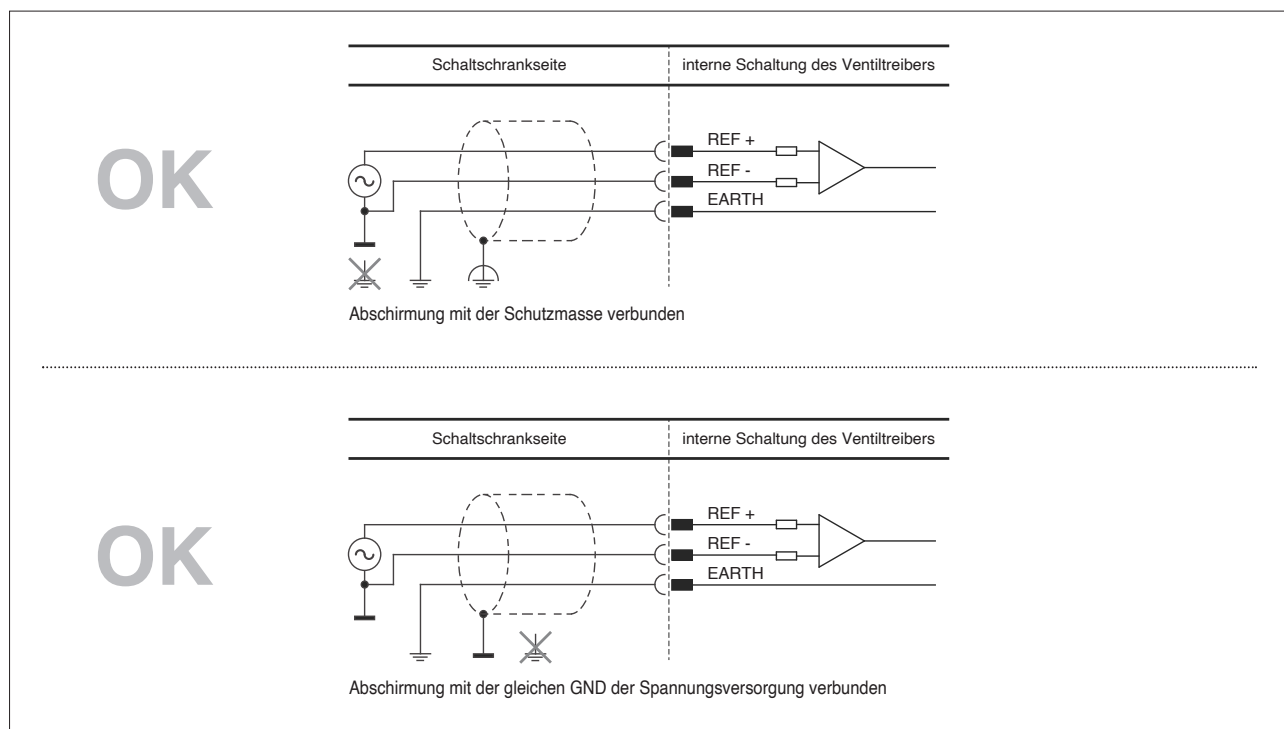 Schaltschrankseite
interne Schaltung des Ventiltreibers
OK
REF +
REF -
EARTH
Abschirmung mit der Schutzmasse verbunden
Schaltschrankseite
interne Schaltung des Ventiltreibers
OK
REF +
REF -
EARTH
Abschirmung mit der gleichen GND der Spannungsversorgung verbunden